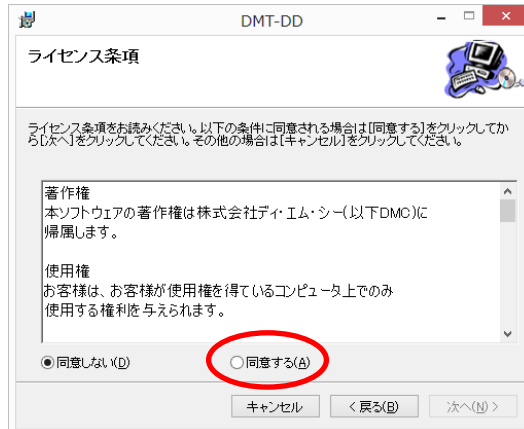 DMT-DD
ライセンス条項
ライセンス条項をお読みください。以下の条件に同意される場合は[同意する]をクリックしてか
ら[次へ]をクリックしてください。その他の場合は[キャンセル]をクリックしてください。
著作権
本ソフトウェアの著作権は株式会社ディ・エム・シー(以下DMC)に
帰属します。
使用権
お客様は、お客様が使用権を得ているコンピュータ上でのみ
使用する権利を与えられます。
同意しない(D)
同意する(A)
キャンセル
< 戻る(B)
次へ(N) >